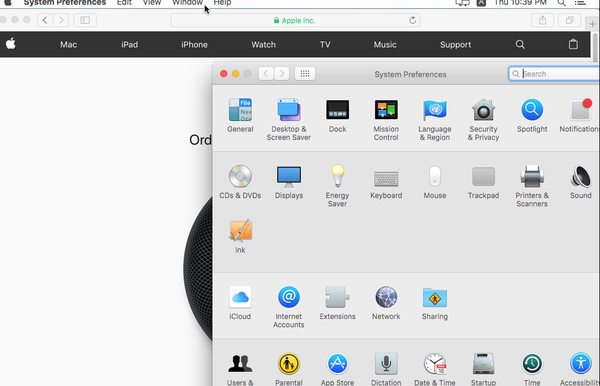 System Preferences Edit View Window Help Thu 10:39 PM
Apple Inc.
Mac iPad iPhone Watch TV Music Support
System Preferences
Search
Ord
File
General
Desktop & Screen Saver
Dock
Mission Control
Language & Region
Security & Privacy
Spotlight
Notifications
CDs & DVDs
Displays
Energy Saver
Keyboard
Mouse
Trackpad
Printers & Scanners
Sound
Ink
iCloud
Internet Accounts
Extensions
Network
Sharing
Users &
Parental
App Store
Dictation
Date & Time
Startup
Time
Accessibility